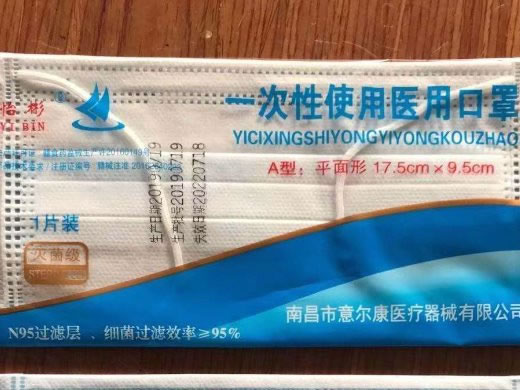 怡彬
YI BIN
一次性使用医用口罩
YICIXINGSHIYONGYIYONGKOUZHAO
A型：平面形 17.5cm×9.5cm
生产日期20190719
生产批号20190719
失效日期20220718
1片装
灭菌级
N95过滤层、细菌过滤效率≥95%
南昌市意尔康医疗器械有限公司